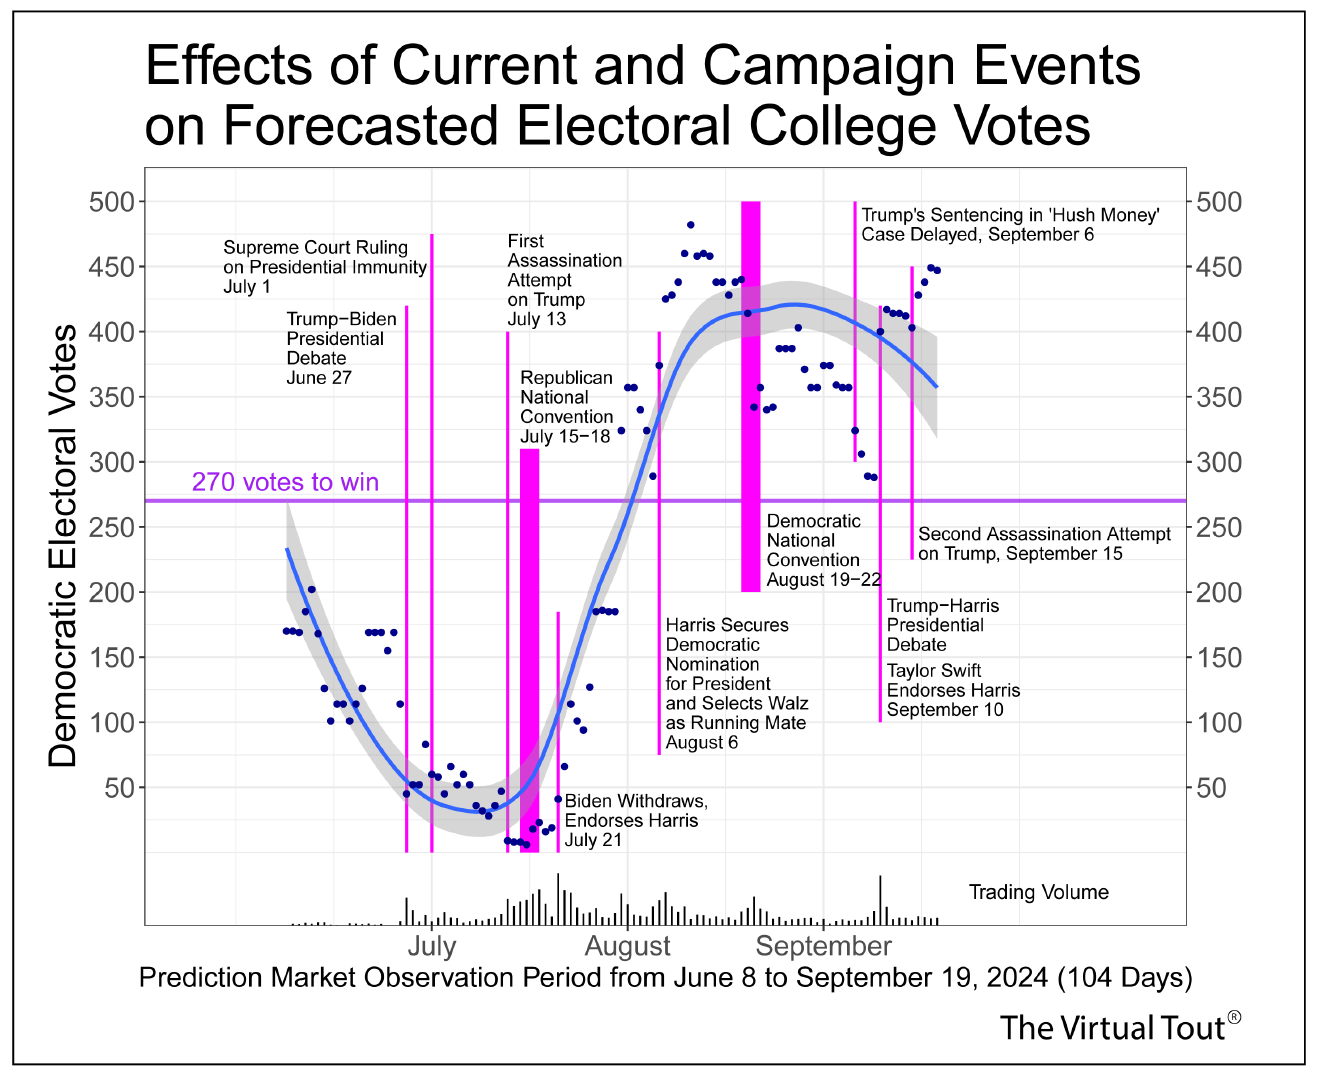 Effects of Current and Campaign Events
on Forecasted Electoral College Votes
Democratic Electoral Votes
500
450
400
350
300
250
200
150
100
50
500
450
400
350
300
250
200
150
100
50
Supreme Court Ruling
on Presidential Immunity
July 1
Trump−Biden
Presidential
Debate
June 27
First
Assassination
Attempt
on Trump
July 13
Republican
National
Convention
July 15−18
Trump's Sentencing in 'Hush Money'
Case Delayed, September 6
270 votes to win
Democratic
National
Convention
August 19−22
Second Assassination Attempt
on Trump, September 15
Harris Secures
Democratic
Nomination
for President
and Selects Walz
as Running Mate
August 6
Trump−Harris
Presidential
Debate
Taylor Swift
Endorses Harris
September 10
Biden Withdraws,
Endorses Harris
July 21
Trading Volume
July
August
September
Prediction Market Observation Period from June 8 to September 19, 2024 (104 Days)
The Virtual Tout®